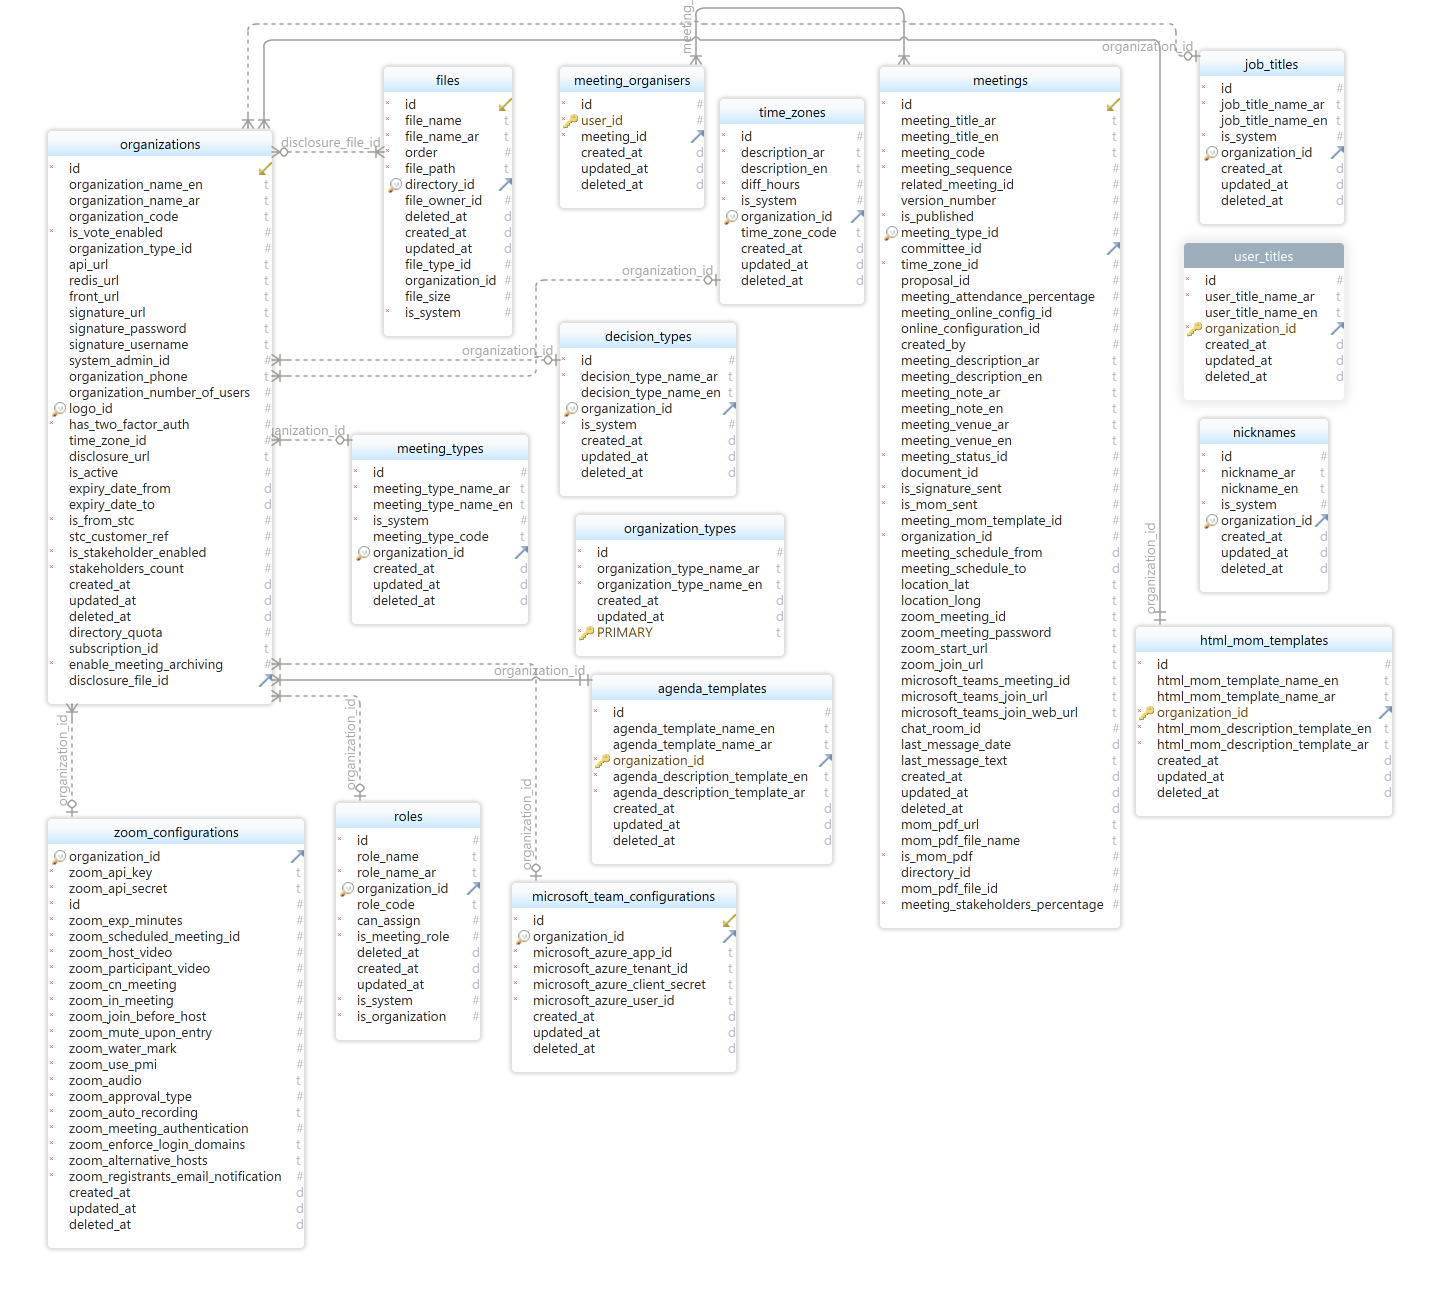 meeting_
organization_id
job_titles
id #
job_title_name_ar t
job_title_name_en t
is_system #
organization_id
created_at d
updated_at d
deleted_at d
files
id
file_name t
file_name_ar t
order #
file_path t
directory_id
file_owner_id #
deleted_at d
created_at d
updated_at d
file_type_id #
organization_id #
file_size #
is_system #
meeting_organisers
id #
user_id #
meeting_id
created_at d
updated_at d
deleted_at d
time_zones
id #
description_ar t
description_en t
diff_hours #
is_system #
organization_id
time_zone_code t
created_at d
updated_at d
deleted_at d
meetings
id
meeting_title_ar t
meeting_title_en t
meeting_code t
meeting_sequence #
related_meeting_id #
version_number #
is_published #
meeting_type_id #
committee_id
time_zone_id #
proposal_id #
meeting_attendance_percentage #
meeting_online_config_id #
online_configuration_id #
created_by #
meeting_description_ar t
meeting_description_en t
meeting_note_ar t
meeting_note_en t
meeting_venue_ar t
meeting_venue_en t
meeting_status_id #
document_id #
is_signature_sent #
is_mom_sent #
meeting_mom_template_id #
organization_id #
meeting_schedule_from d
meeting_schedule_to d
location_lat t
location_long t
zoom_meeting_id t
zoom_meeting_password t
zoom_start_url t
zoom_join_url t
microsoft_teams_meeting_id t
microsoft_teams_join_url t
microsoft_teams_join_web_url t
chat_room_id #
last_message_date d
last_message_text t
created_at d
updated_at d
deleted_at d
mom_pdf_url t
mom_pdf_file_name t
is_mom_pdf #
directory_id #
mom_pdf_file_id #
meeting_stakeholders_percentage #
organizations
id
organization_name_en t
organization_name_ar t
organization_code t
is_vote_enabled #
organization_type_id #
api_url t
redis_url t
front_url t
signature_url t
signature_password t
signature_username t
system_admin_id #
organization_phone t
organization_number_of_users #
logo_id #
has_two_factor_auth #
time_zone_id #
disclosure_url t
is_active #
expiry_date_from d
expiry_date_to d
is_from_stc #
stc_customer_ref t
is_stakeholder_enabled #
stakeholders_count #
created_at d
updated_at d
deleted_at d
directory_quota #
subscription_id t
enable_meeting_archiving #
disclosure_file_id
disclosure_file_id
organization_id
organization_id
anization_id
user_titles
id #
user_title_name_ar t
user_title_name_en t
organization_id
created_at d
updated_at d
deleted_at d
decision_types
id #
decision_type_name_ar t
decision_type_name_en t
organization_id
is_system #
created_at d
updated_at d
deleted_at d
nicknames
id #
nickname_ar t
nickname_en t
is_system #
organization_id
created_at d
updated_at d
deleted_at d
meeting_types
id #
meeting_type_name_ar t
meeting_type_name_en t
is_system #
meeting_type_code t
organization_id
created_at d
updated_at d
deleted_at d
organization_types
id #
organization_type_name_ar t
organization_type_name_en t
created_at d
updated_at d
PRIMARY t
organization_id
html_mom_templates
id #
html_mom_template_name_en t
html_mom_template_name_ar t
organization_id
html_mom_description_template_en t
html_mom_description_template_ar t
created_at d
updated_at d
deleted_at d
organization_id
agenda_templates
id #
agenda_template_name_en t
agenda_template_name_ar t
organization_id
agenda_description_template_en t
agenda_description_template_ar t
created_at d
updated_at d
deleted_at d
organization_id
organization_id
organization_id
roles
id #
role_name t
role_name_ar t
organization_id
role_code t
can_assign #
is_meeting_role #
deleted_at d
created_at d
updated_at d
is_system #
is_organization #
zoom_configurations
organization_id
zoom_api_key t
zoom_api_secret t
id #
zoom_exp_minutes #
zoom_scheduled_meeting_id #
zoom_host_video #
zoom_participant_video #
zoom_cn_meeting #
zoom_in_meeting #
zoom_join_before_host #
zoom_mute_upon_entry #
zoom_water_mark #
zoom_use_pmi #
zoom_audio t
zoom_approval_type #
zoom_auto_recording t
zoom_meeting_authentication #
zoom_enforce_login_domains t
zoom_alternative_hosts t
zoom_registrants_email_notification #
created_at d
updated_at d
deleted_at d
microsoft_team_configurations
id
organization_id
microsoft_azure_app_id t
microsoft_azure_tenant_id t
microsoft_azure_client_secret t
microsoft_azure_user_id t
created_at d
updated_at d
deleted_at d